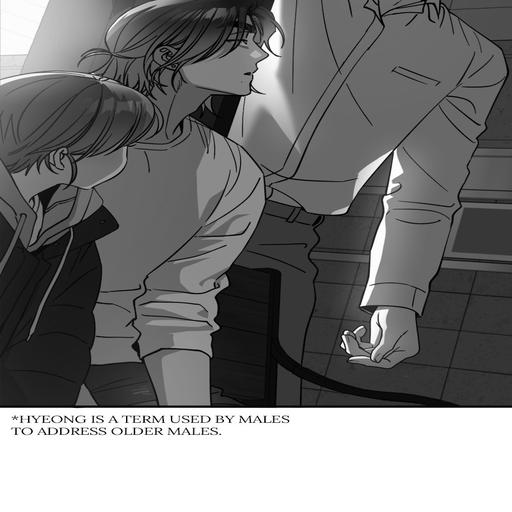 *HYEONG IS A TERM USED BY MALES
TO ADDRESS OLDER MALES.